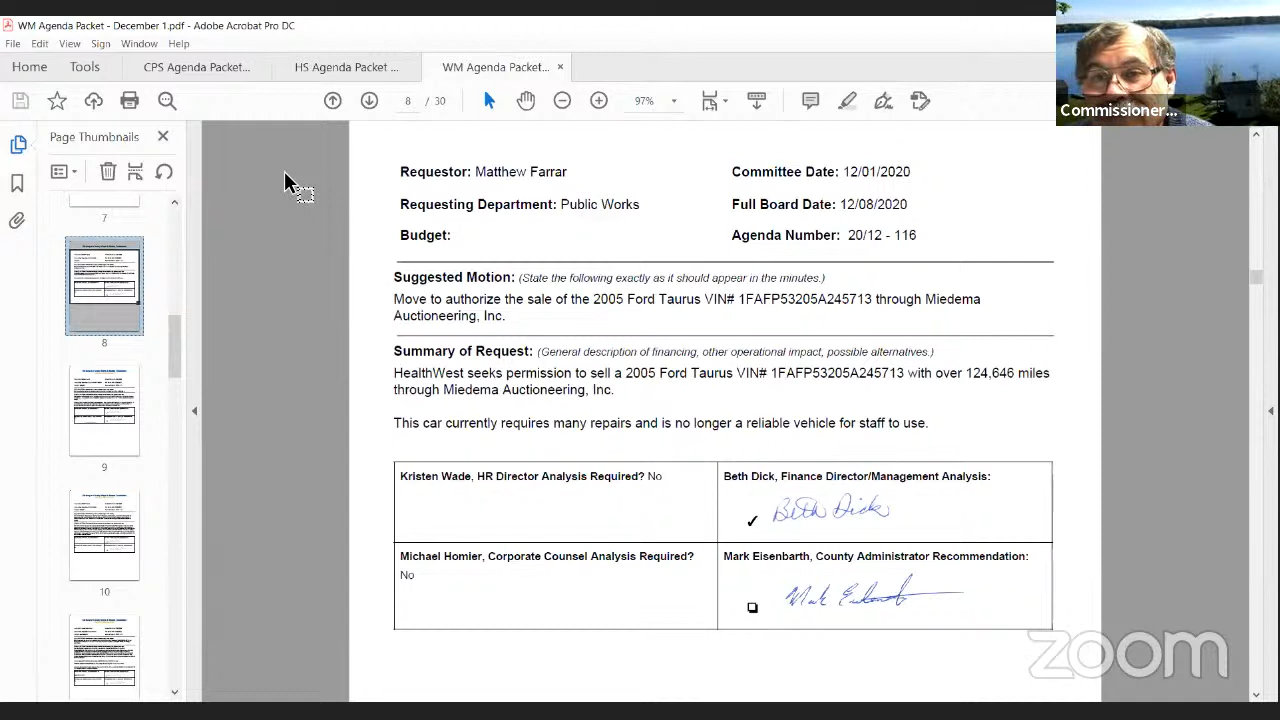 WM Agenda Packet - December 1.pdf - Adobe Acrobat Pro DC
File Edit View Sign Window Help
Home Tools CPS Agenda Packet... HS Agenda Packet ... WM Agenda Packet... ×
8 / 30 97%
Commissioner...
Page Thumbnails
7
8
9
10
Requestor: Matthew Farrar Committee Date: 12/01/2020
Requesting Department: Public Works Full Board Date: 12/08/2020
Budget: Agenda Number: 20/12 - 116
Suggested Motion: (State the following exactly as it should appear in the minutes.)
Move to authorize the sale of the 2005 Ford Taurus VIN# 1FAFP53205A245713 through Miedema
Auctioneering, Inc.
Summary of Request: (General description of financing, other operational impact, possible alternatives.)
HealthWest seeks permission to sell a 2005 Ford Taurus VIN# 1FAFP53205A245713 with over 124,646 miles
through Miedema Auctioneering, Inc.
This car currently requires many repairs and is no longer a reliable vehicle for staff to use.
Kristen Wade, HR Director Analysis Required? No
Beth Dick, Finance Director/Management Analysis:
Beth Dick
Michael Homier, Corporate Counsel Analysis Required?
No
Mark Eisenbarth, County Administrator Recommendation:
Mark Eisenbarth
zoom